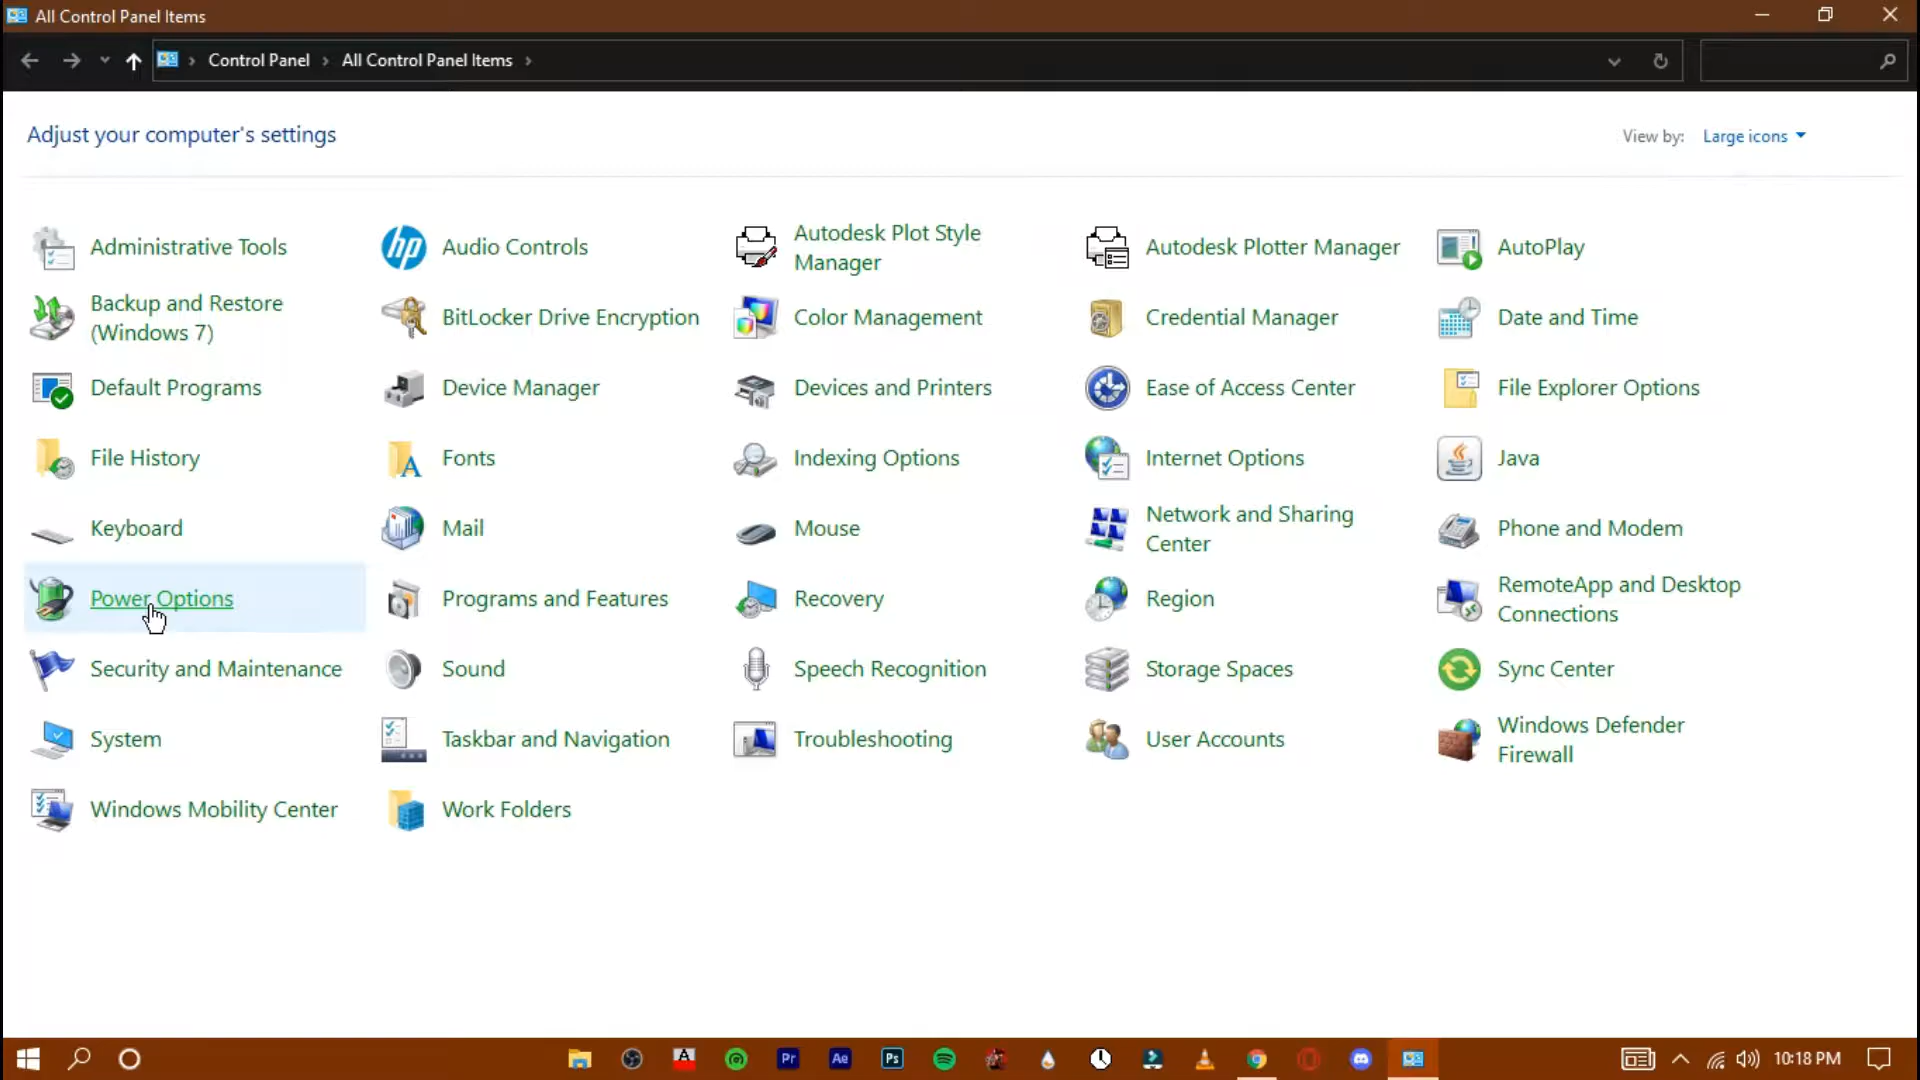 All Control Panel Items
Control Panel
All Control Panel Items
Adjust your computer's settings
View by:
Large icons
Administrative Tools
Audio Controls
Autodesk Plot Style
Manager
Autodesk Plotter Manager
AutoPlay
Backup and Restore
(Windows 7)
BitLocker Drive Encryption
Color Management
Credential Manager
Date and Time
Default Programs
Device Manager
Devices and Printers
Ease of Access Center
File Explorer Options
File History
Fonts
Indexing Options
Internet Options
Java
Keyboard
Mail
Mouse
Network and Sharing
Center
Phone and Modem
Power Options
Programs and Features
Recovery
Region
RemoteApp and Desktop
Connections
Security and Maintenance
Sound
Speech Recognition
Storage Spaces
Sync Center
System
Taskbar and Navigation
Troubleshooting
User Accounts
Windows Defender
Firewall
Windows Mobility Center
Work Folders
hp
A
A
Pr
Ae
Ps
10:18 PM